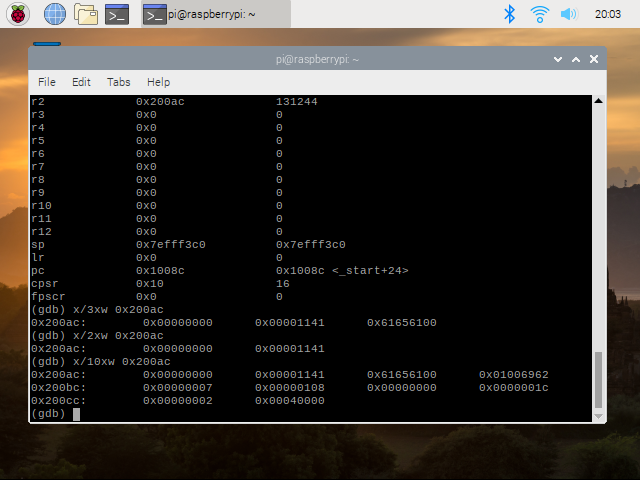 pi@raspberrypi: ~
20:03
pi@raspberrypi: ~
File Edit Tabs Help
r2 0x200ac 131244
r3 0x0 0
r4 0x0 0
r5 0x0 0
r6 0x0 0
r7 0x0 0
r8 0x0 0
r9 0x0 0
r10 0x0 0
r11 0x0 0
r12 0x0 0
sp 0x7efff3c0 0x7efff3c0
lr 0x0 0
pc 0x1008c 0x1008c <_start+24>
cpsr 0x10 16
fpscr 0x0 0
(gdb) x/3xw 0x200ac
0x200ac: 0x00000000 0x00001141 0x61656100
(gdb) x/2xw 0x200ac
0x200ac: 0x00000000 0x00001141
(gdb) x/10xw 0x200ac
0x200ac: 0x00000000 0x00001141 0x61656100 0x01006962
0x200bc: 0x00000007 0x00000108 0x00000000 0x0000001c
0x200cc: 0x00000002 0x00040000
(gdb)